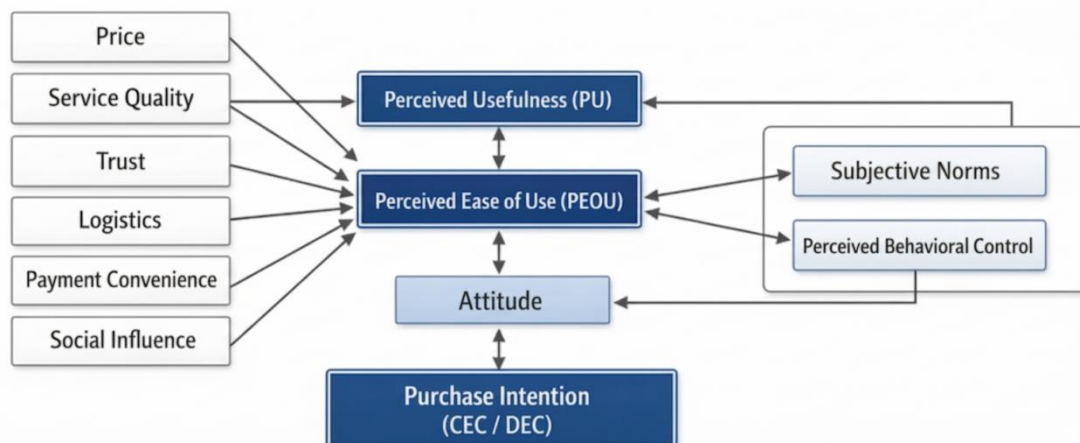 Price
Service Quality
Trust
Logistics
Payment Convenience
Social Influence
Perceived Usefulness (PU)
Perceived Ease of Use (PEOU)
Attitude
Purchase Intention
(CEC / DEC)
Subjective Norms
Perceived Behavioral Control